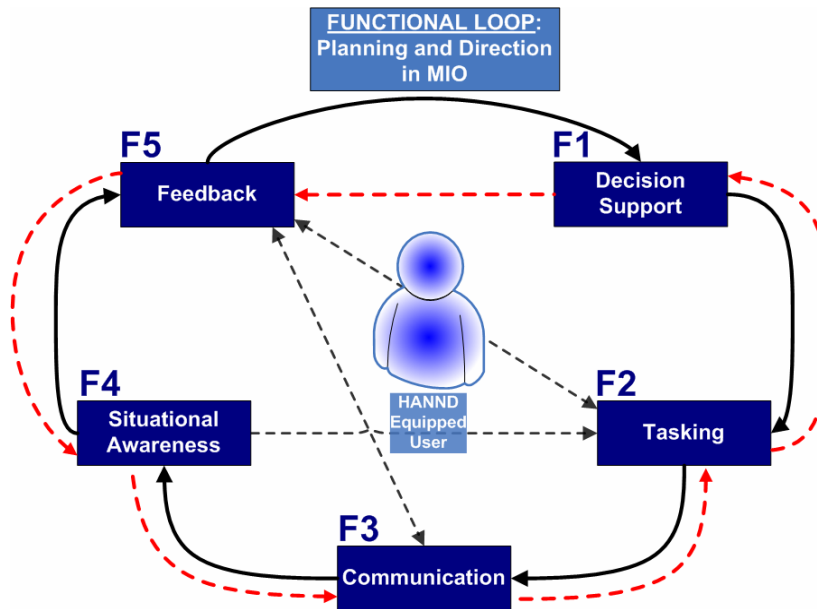 FUNCTIONAL LOOP:
Planning and Direction
in MIO
F5
Feedback
F1
Decision
Support
F4
Situational
Awareness
HANND
Equipped
User
F2
Tasking
F3
Communication